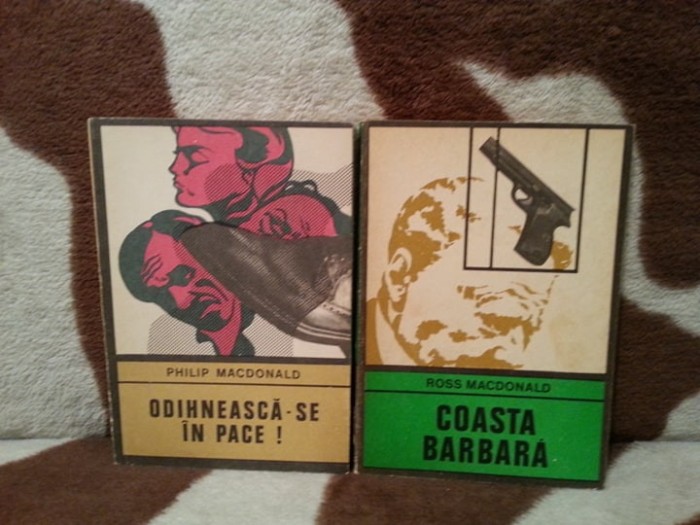 PHILIP MACDONALD
ODIHNEASCĂ-SE
ÎN PACE !
ROSS MACDONALD
COASTA
BARBARĂ